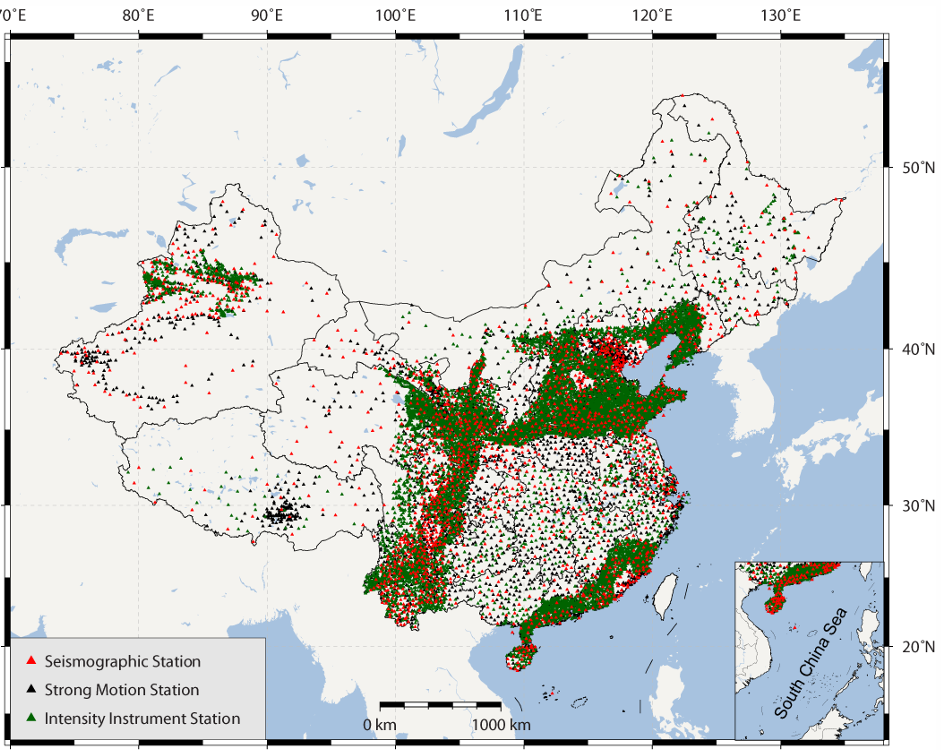 70°E 80°E 90°E 100°E 110°E 120°E 130°E
50°N
40°N
30°N
20°N
South China Sea
Seismographic Station
Strong Motion Station
Intensity Instrument Station
0 km 1000 km